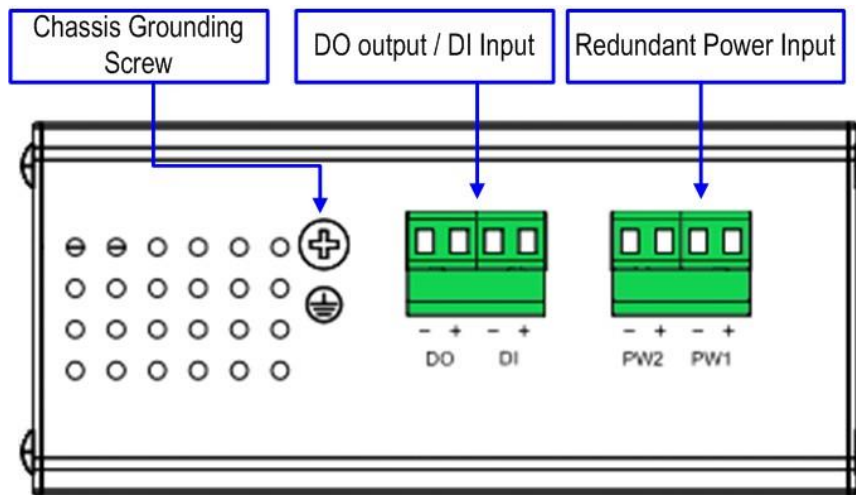 Chassis Grounding
Screw
DO output / DI Input
Redundant Power Input
- + - +
DO DI
- + - +
PW2 PW1